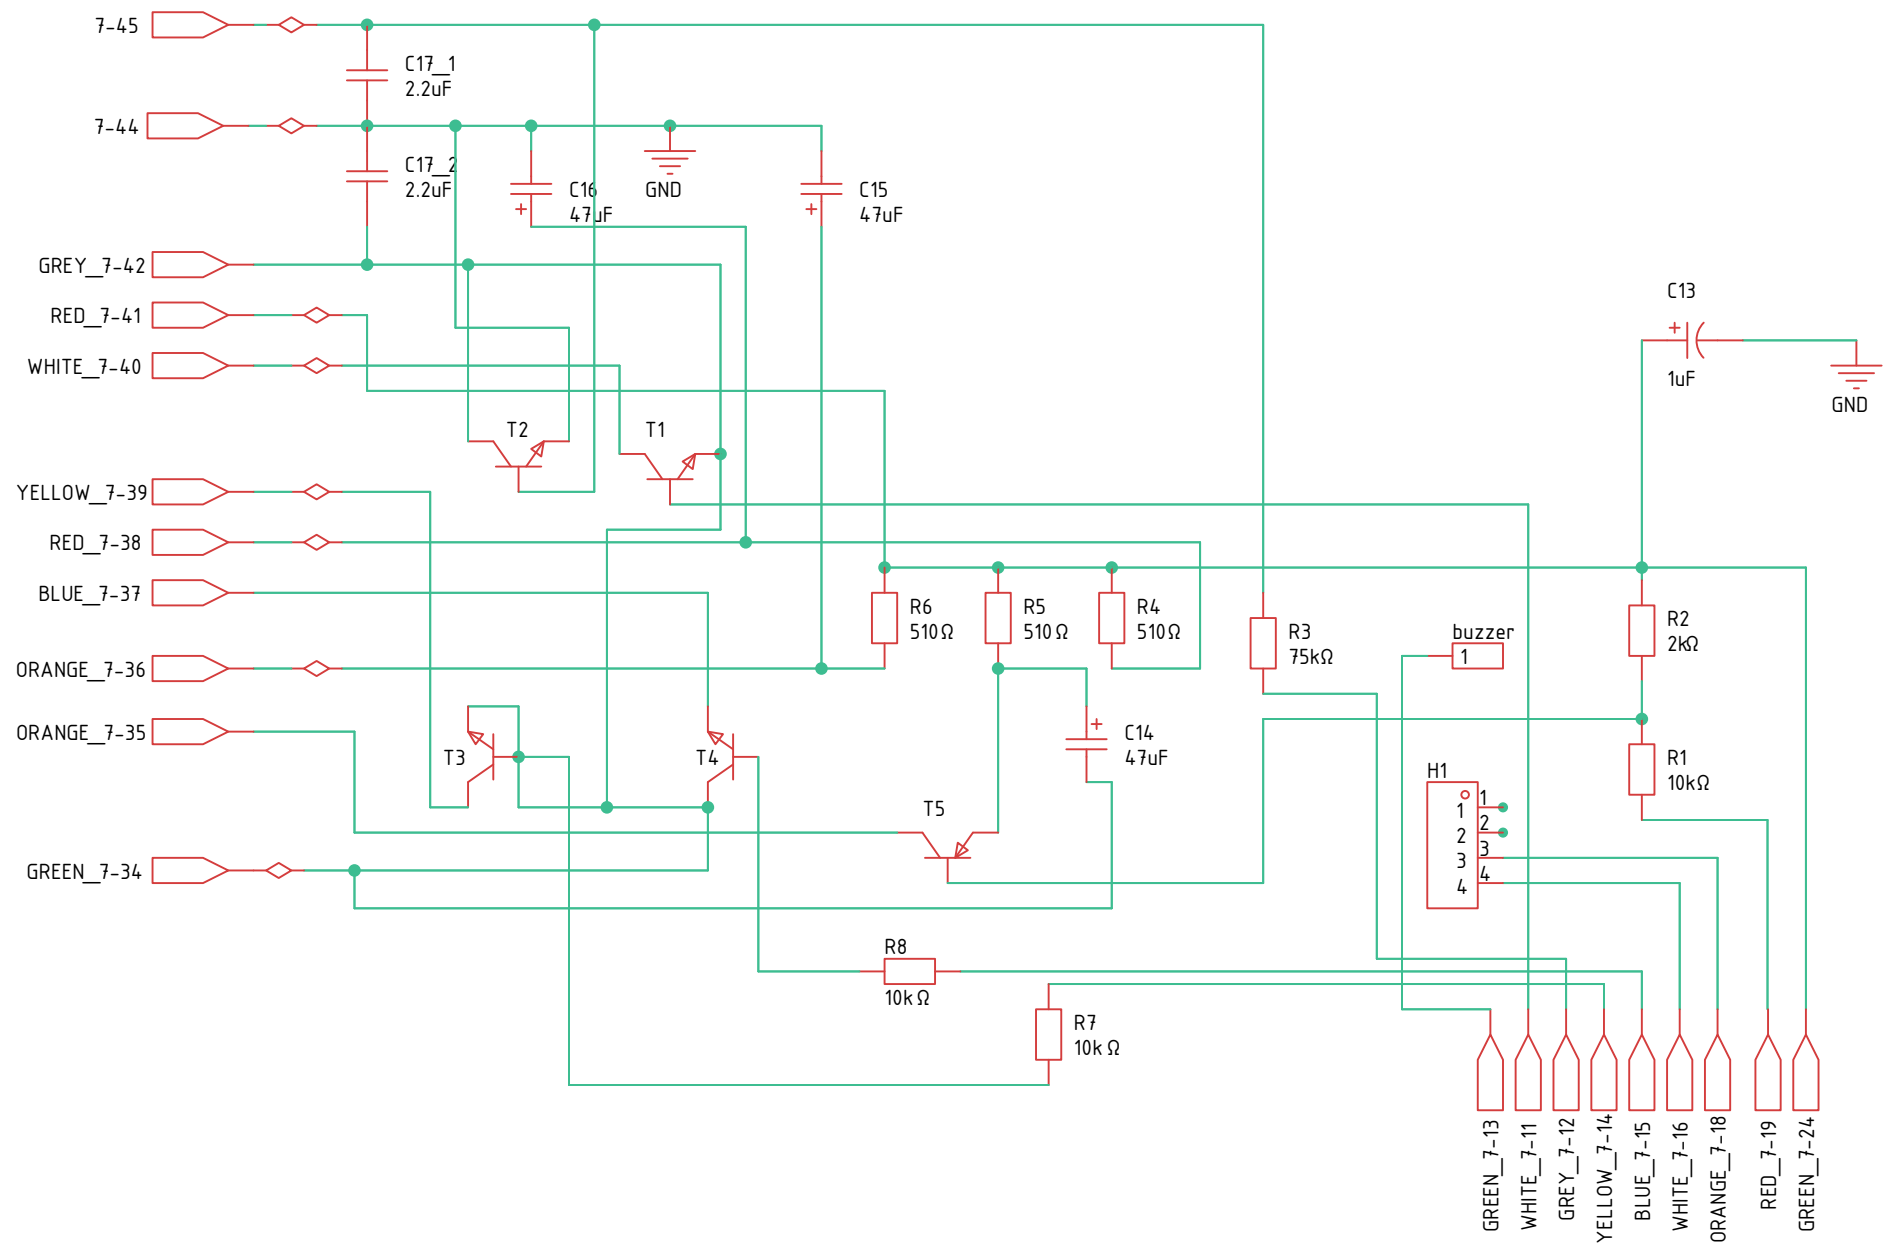 7-45
C17_1
2.2uF
7-44
C17_2
2.2uF
C16
47uF
GND
C15
47uF
GREY_7-42
RED_7-41
WHITE_7-40
C13
+
1uF
GND
+
+
T2
T1
YELLOW_7-39
RED_7-38
BLUE_7-37
R6
510Ω
R5
510Ω
R4
510Ω
R3
75kΩ
buzzer
1
R2
2kΩ
ORANGE_7-36
ORANGE_7-35
T3
T4
+
C14
47uF
R1
10kΩ
H1
1 1
2 2
3 3
4 4
T5
GREEN_7-34
R8
10kΩ
R7
10kΩ
GREEN_7-13
WHITE_7-11
GREY_7-12
YELLOW_7-14
BLUE_7-15
WHITE_7-16
ORANGE_7-18
RED_7-19
GREEN_7-24